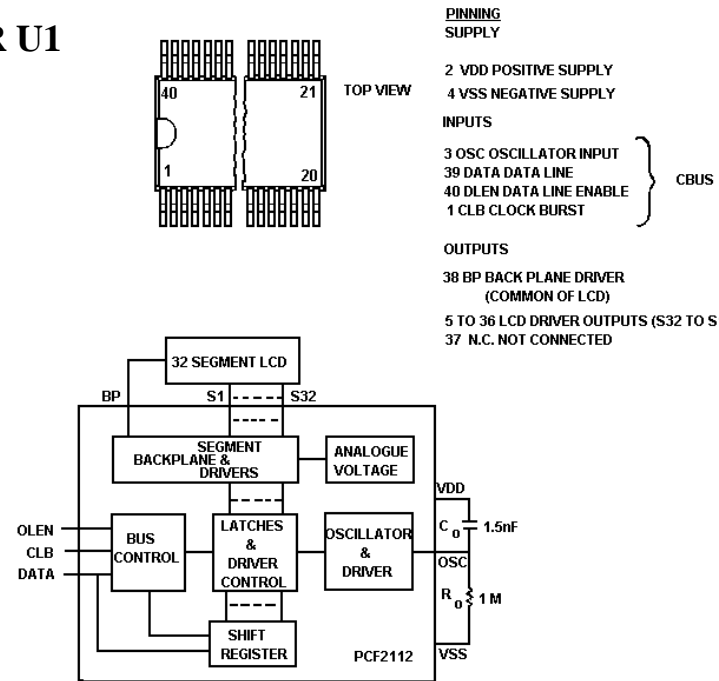 R U1
PINNING
SUPPLY
2 VDD POSITIVE SUPPLY
4 VSS NEGATIVE SUPPLY
INPUTS
3 OSC OSCILLATOR INPUT
39 DATA DATA LINE
40 DLEN DATA LINE ENABLE
1 CLB CLOCK BURST
CBUS
OUTPUTS
38 BP BACK PLANE DRIVER
(COMMON OF LCD)
5 TO 36 LCD DRIVER OUTPUTS (S32 TO S
37 N.C. NOT CONNECTED
40
21
TOP VIEW
1
20
32 SEGMENT LCD
BP
S1
S32
SEGMENT
BACKPLANE &
DRIVERS
ANALOGUE
VOLTAGE
VDD
OLEN
CLB
DATA
BUS
CONTROL
LATCHES
&
DRIVER
CONTROL
OSCILLATOR
&
DRIVER
C0
1.5nF
OSC
R0
1 M
SHIFT
REGISTER
PCF2112
VSS